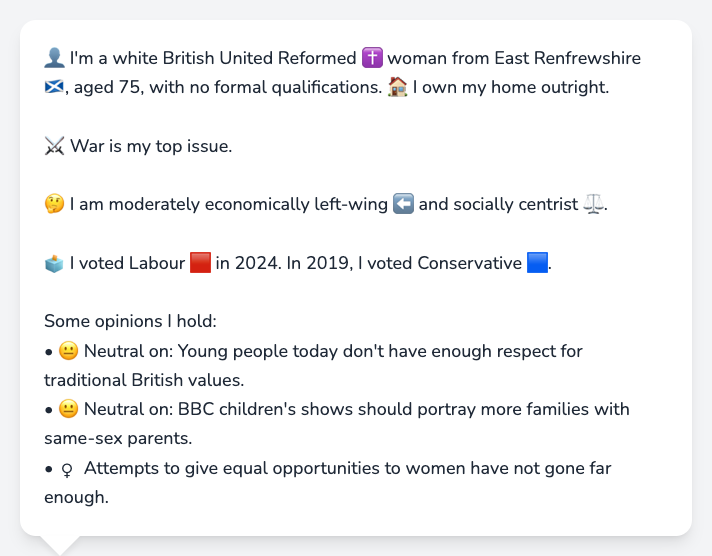 👤 I'm a white British United Reformed ✝️ woman from East Renfrewshire
🏴󠁧󠁢󠁳󠁣󠁴󠁿, aged 75, with no formal qualifications. 🏠 I own my home outright.
⚔️ War is my top issue.
🤔 I am moderately economically left-wing ⬅️ and socially centrist ⚖️.
🗳️ I voted Labour 🟥 in 2024. In 2019, I voted Conservative 🟦.
Some opinions I hold:
• 😐 Neutral on: Young people today don't have enough respect for
traditional British values.
• 😐 Neutral on: BBC children's shows should portray more families with
same-sex parents.
• ♀ Attempts to give equal opportunities to women have not gone far
enough.